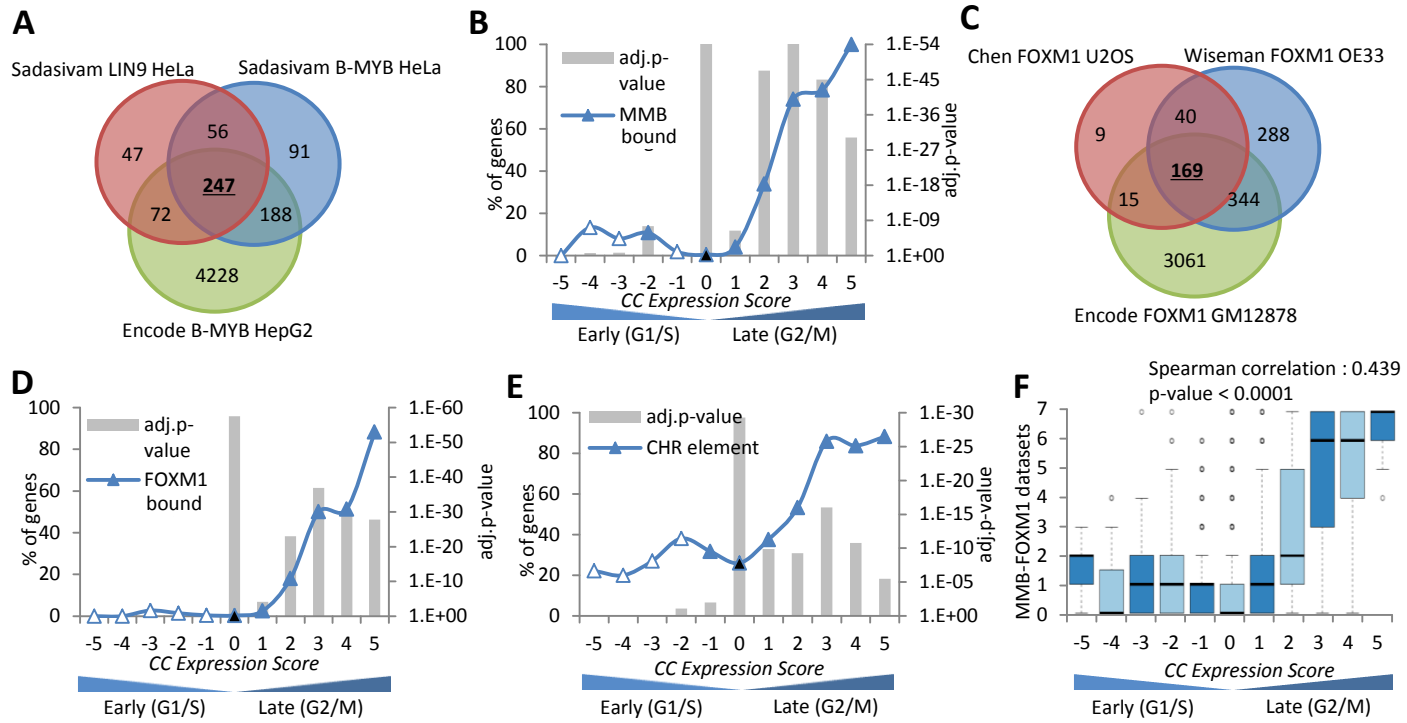 A
Sadasivam LIN9 HeLa
Sadasivam B-MYB HeLa
47
56
91
247
72
188
4228
Encode B-MYB HepG2
B
% of genes
100
80
60
40
20
0
adj.p-
value
MMB
bound
1.E-54
1.E-45
1.E-36
1.E-27
1.E-18
1.E-09
1.E+00
adj.p-value
-5 -4 -3 -2 -1 0 1 2 3 4 5
CC Expression Score
Early (G1/S) Late (G2/M)
C
Chen FOXM1 U2OS
Wiseman FOXM1 OE33
9
40
288
169
15
344
3061
Encode FOXM1 GM12878
D
% of genes
100
80
60
40
20
0
adj.p-
value
FOXM1
bound
1.E-60
1.E-50
1.E-40
1.E-30
1.E-20
1.E-10
1.E+00
adj.p-value
-5 -4 -3 -2 -1 0 1 2 3 4 5
CC Expression Score
Early (G1/S) Late (G2/M)
E
% of genes
100
80
60
40
20
0
adj.p-value
CHR element
1.E-30
1.E-25
1.E-20
1.E-15
1.E-10
1.E-05
1.E+00
adj.p-value
-5 -4 -3 -2 -1 0 1 2 3 4 5
CC Expression Score
Early (G1/S) Late (G2/M)
F
Spearman correlation : 0.439
p-value < 0.0001
MMB-FOXM1 datasets
7
6
5
4
3
2
1
0
-5 -4 -3 -2 -1 0 1 2 3 4 5
CC Expression Score
Early (G1/S) Late (G2/M)